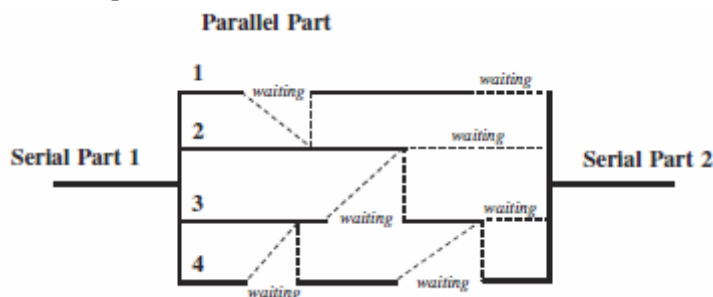 Parallel Part
1
waiting
waiting
2
waiting
Serial Part 1
Serial Part 2
3
waiting
waiting
4
waiting
waiting